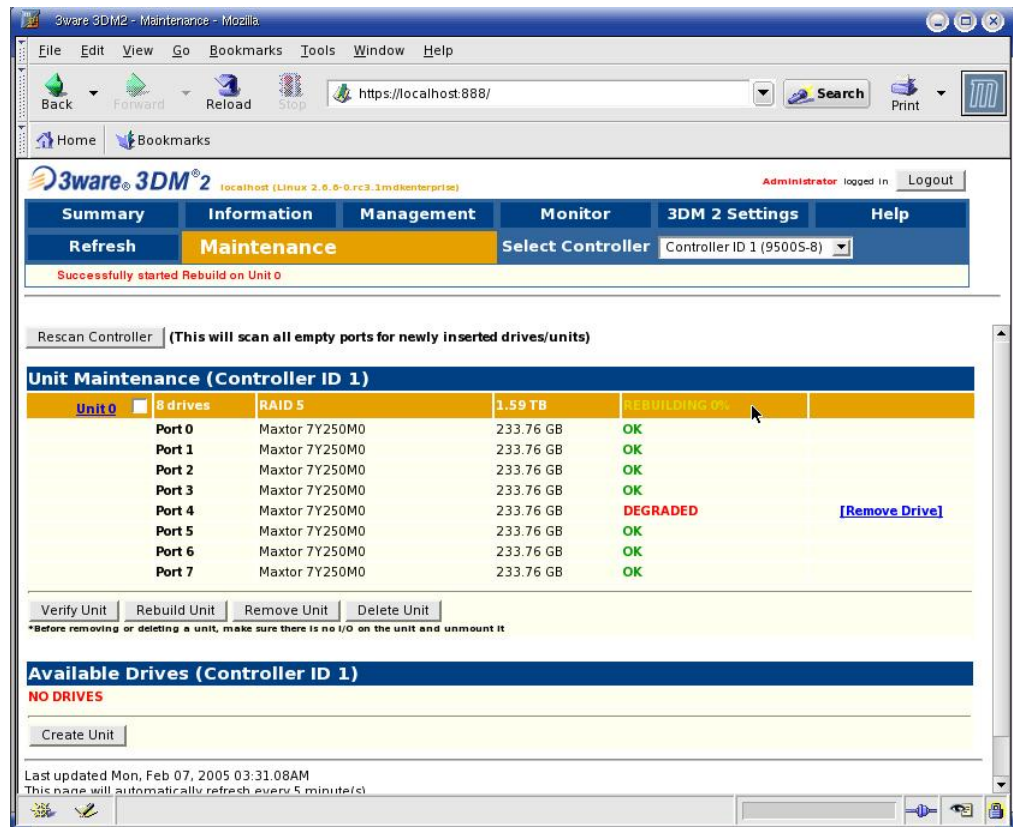 3ware 3DM2 - Maintenance - Mozilla
File Edit View Go Bookmarks Tools Window Help
Back Forward Reload Stop https://localhost:888/ Search Print
Home Bookmarks
3ware® 3DM®2 localhost (Linux 2.6.6-0.rc3.1mdkenterprise) Administrator logged in Logout
Summary Information Management Monitor 3DM 2 Settings Help
Refresh Maintenance Select Controller Controller ID 1 (9500S-8)
Successfully started Rebuild on Unit 0
Rescan Controller (This will scan all empty ports for newly inserted drives/units)
Unit Maintenance (Controller ID 1)
Unit 0 8 drives RAID 5 1.59 TB REBUILDING 0%
Port 0 Maxtor 7Y250M0 233.76 GB OK
Port 1 Maxtor 7Y250M0 233.76 GB OK
Port 2 Maxtor 7Y250M0 233.76 GB OK
Port 3 Maxtor 7Y250M0 233.76 GB OK
Port 4 Maxtor 7Y250M0 233.76 GB DEGRADED [Remove Drive]
Port 5 Maxtor 7Y250M0 233.76 GB OK
Port 6 Maxtor 7Y250M0 233.76 GB OK
Port 7 Maxtor 7Y250M0 233.76 GB OK
Verify Unit Rebuild Unit Remove Unit Delete Unit
*Before removing or deleting a unit, make sure there is no I/O on the unit and unmount it
Available Drives (Controller ID 1)
NO DRIVES
Create Unit
Last updated Mon, Feb 07, 2005 03:31.08AM
This page will automatically refresh every 5 minute(s)